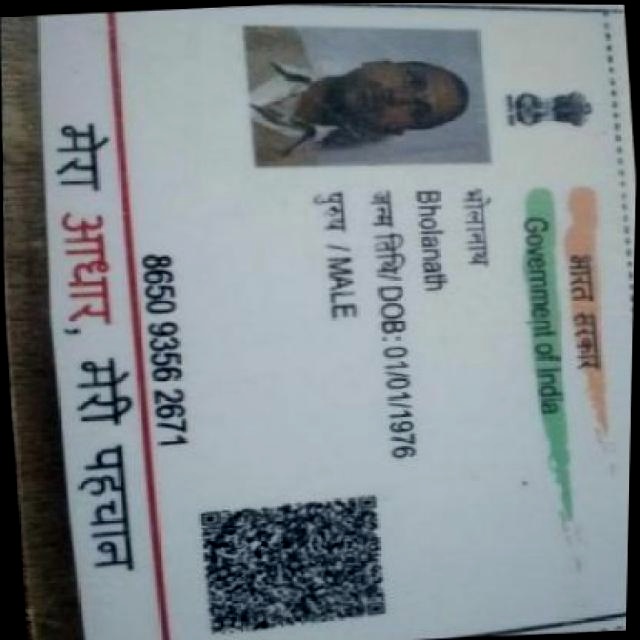 भारत सरकार
Government of India
भोलानाथ
Bholanath
जन्म तिथि/ DOB: 01/01/1976
पुरुष / MALE
8650 9356 2671
मेरा आधार, मेरी पहचान